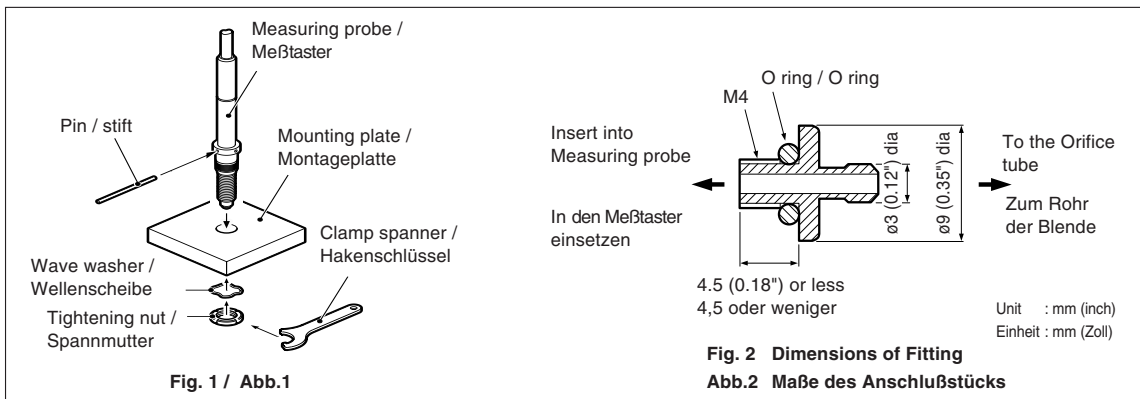 Measuring probe /
Meßtaster
Pin / stift
Mounting plate /
Montageplatte
Clamp spanner /
Hakenschlüssel
Wave washer /
Wellenscheibe
Tightening nut /
Spannmutter
Fig. 1 /  Abb.1
O ring / O ring
M4
Insert into
Measuring probe
In den Meßtaster
einsetzen
ø3 (0.12") dia
ø9 (0.35") dia
To the Orifice
tube
Zum Rohr
der Blende
4.5 (0.18") or less
4,5 oder weniger
Unit : mm (inch)
Einheit : mm (Zoll)
Fig. 2 Dimensions of Fitting
Abb.2 Maße des Anschlußstücks